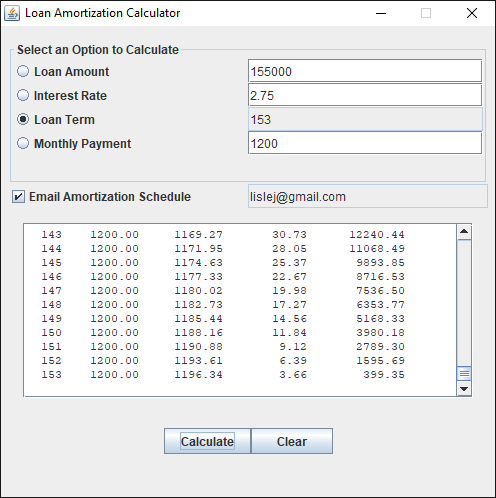 Loan Amortization Calculator
Select an Option to Calculate
Loan Amount 155000
Interest Rate 2.75
Loan Term 153
Monthly Payment 1200
Email Amortization Schedule lislej@gmail.com
143 1200.00 1169.27 30.73 12240.44
144 1200.00 1171.95 28.05 11068.49
145 1200.00 1174.63 25.37 9893.85
146 1200.00 1177.33 22.67 8716.53
147 1200.00 1180.02 19.98 7536.50
148 1200.00 1182.73 17.27 6353.77
149 1200.00 1185.44 14.56 5168.33
150 1200.00 1188.16 11.84 3980.18
151 1200.00 1190.88 9.12 2789.30
152 1200.00 1193.61 6.39 1595.69
153 1200.00 1196.34 3.66 399.35
Calculate Clear